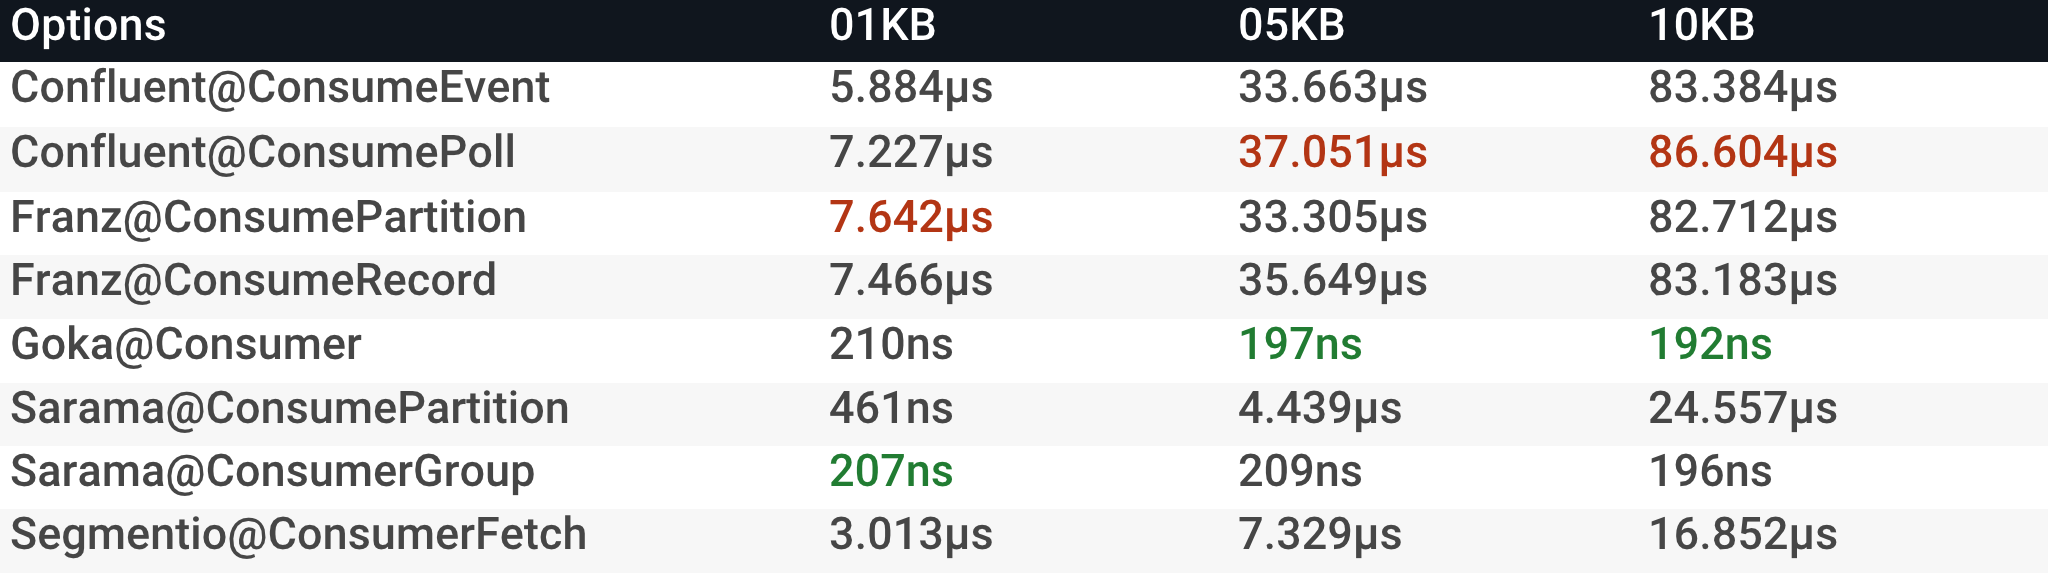 Options 01KB 05KB 10KB
Confluent@ConsumeEvent 5.884µs 33.663µs 83.384µs
Confluent@ConsumePoll 7.227µs 37.051µs 86.604µs
Franz@ConsumePartition 7.642µs 33.305µs 82.712µs
Franz@ConsumeRecord 7.466µs 35.649µs 83.183µs
Goka@Consumer 210ns 197ns 192ns
Sarama@ConsumePartition 461ns 4.439µs 24.557µs
Sarama@ConsumerGroup 207ns 209ns 196ns
Segmentio@ConsumerFetch 3.013µs 7.329µs 16.852µs